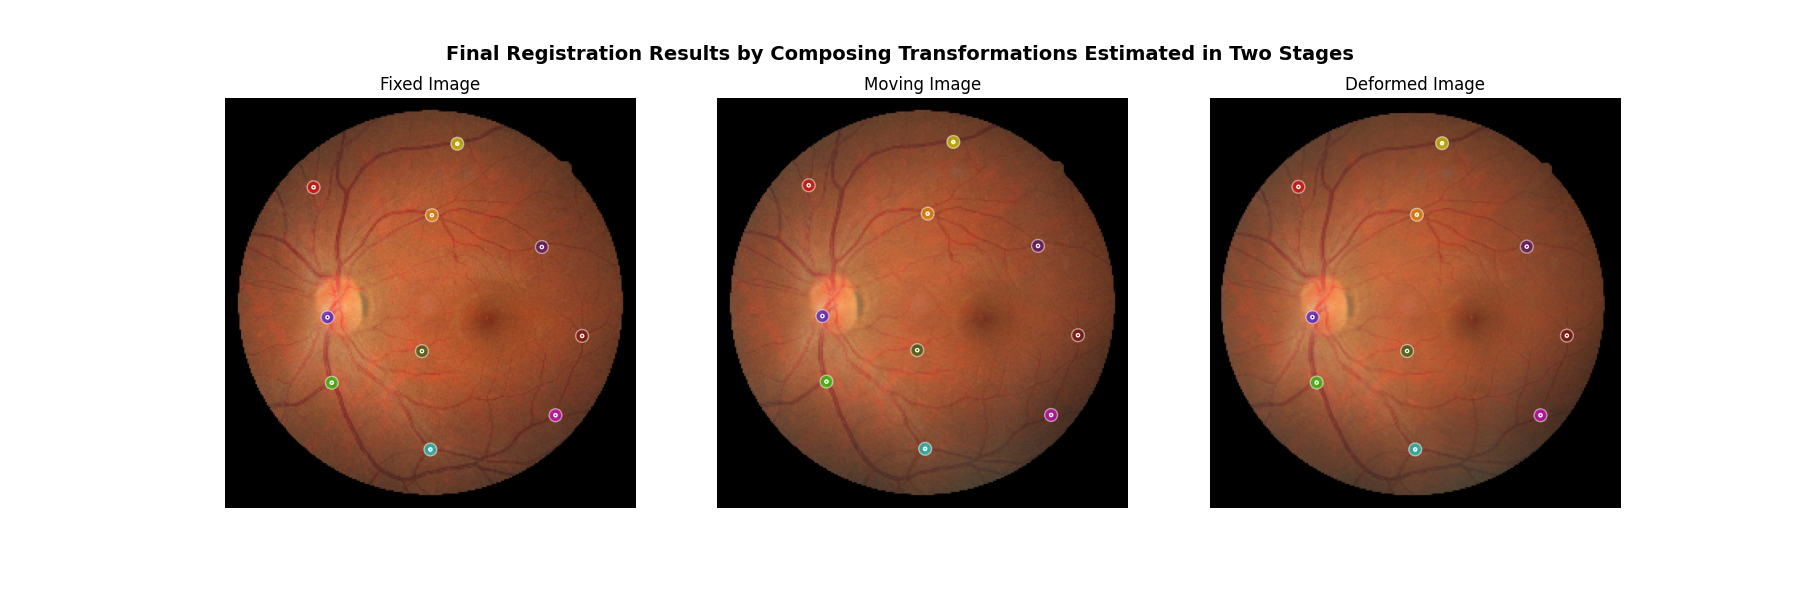 Final Registration Results by Composing Transformations Estimated in Two Stages
Fixed Image
Moving Image
Deformed Image